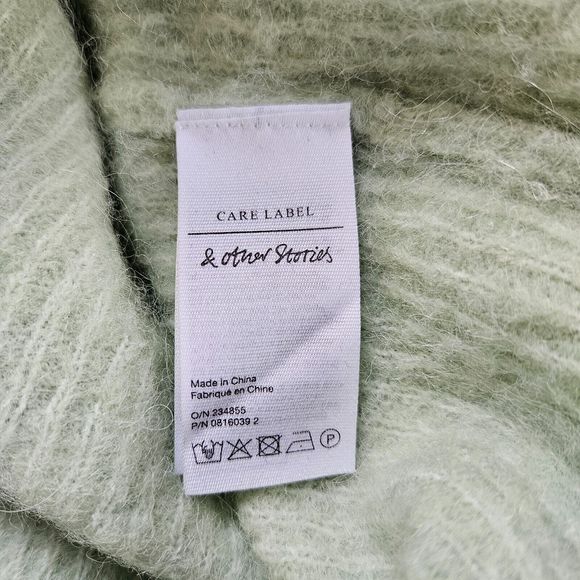 CARE LABEL
& other Stories
Made in China
Fabriqué en Chine
O/N 234855
P/N 0816039 2
P